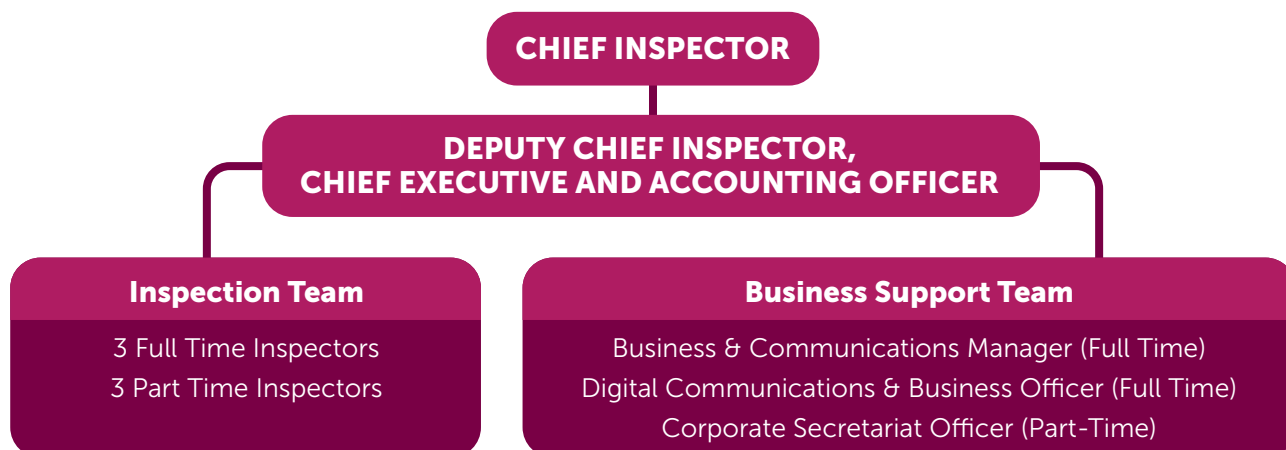 CHIEF INSPECTOR
DEPUTY CHIEF INSPECTOR,
CHIEF EXECUTIVE AND ACCOUNTING OFFICER
Inspection Team
3 Full Time Inspectors
3 Part Time Inspectors
Business Support Team
Business & Communications Manager (Full Time)
Digital Communications & Business Officer (Full Time)
Corporate Secretariat Officer (Part-Time)